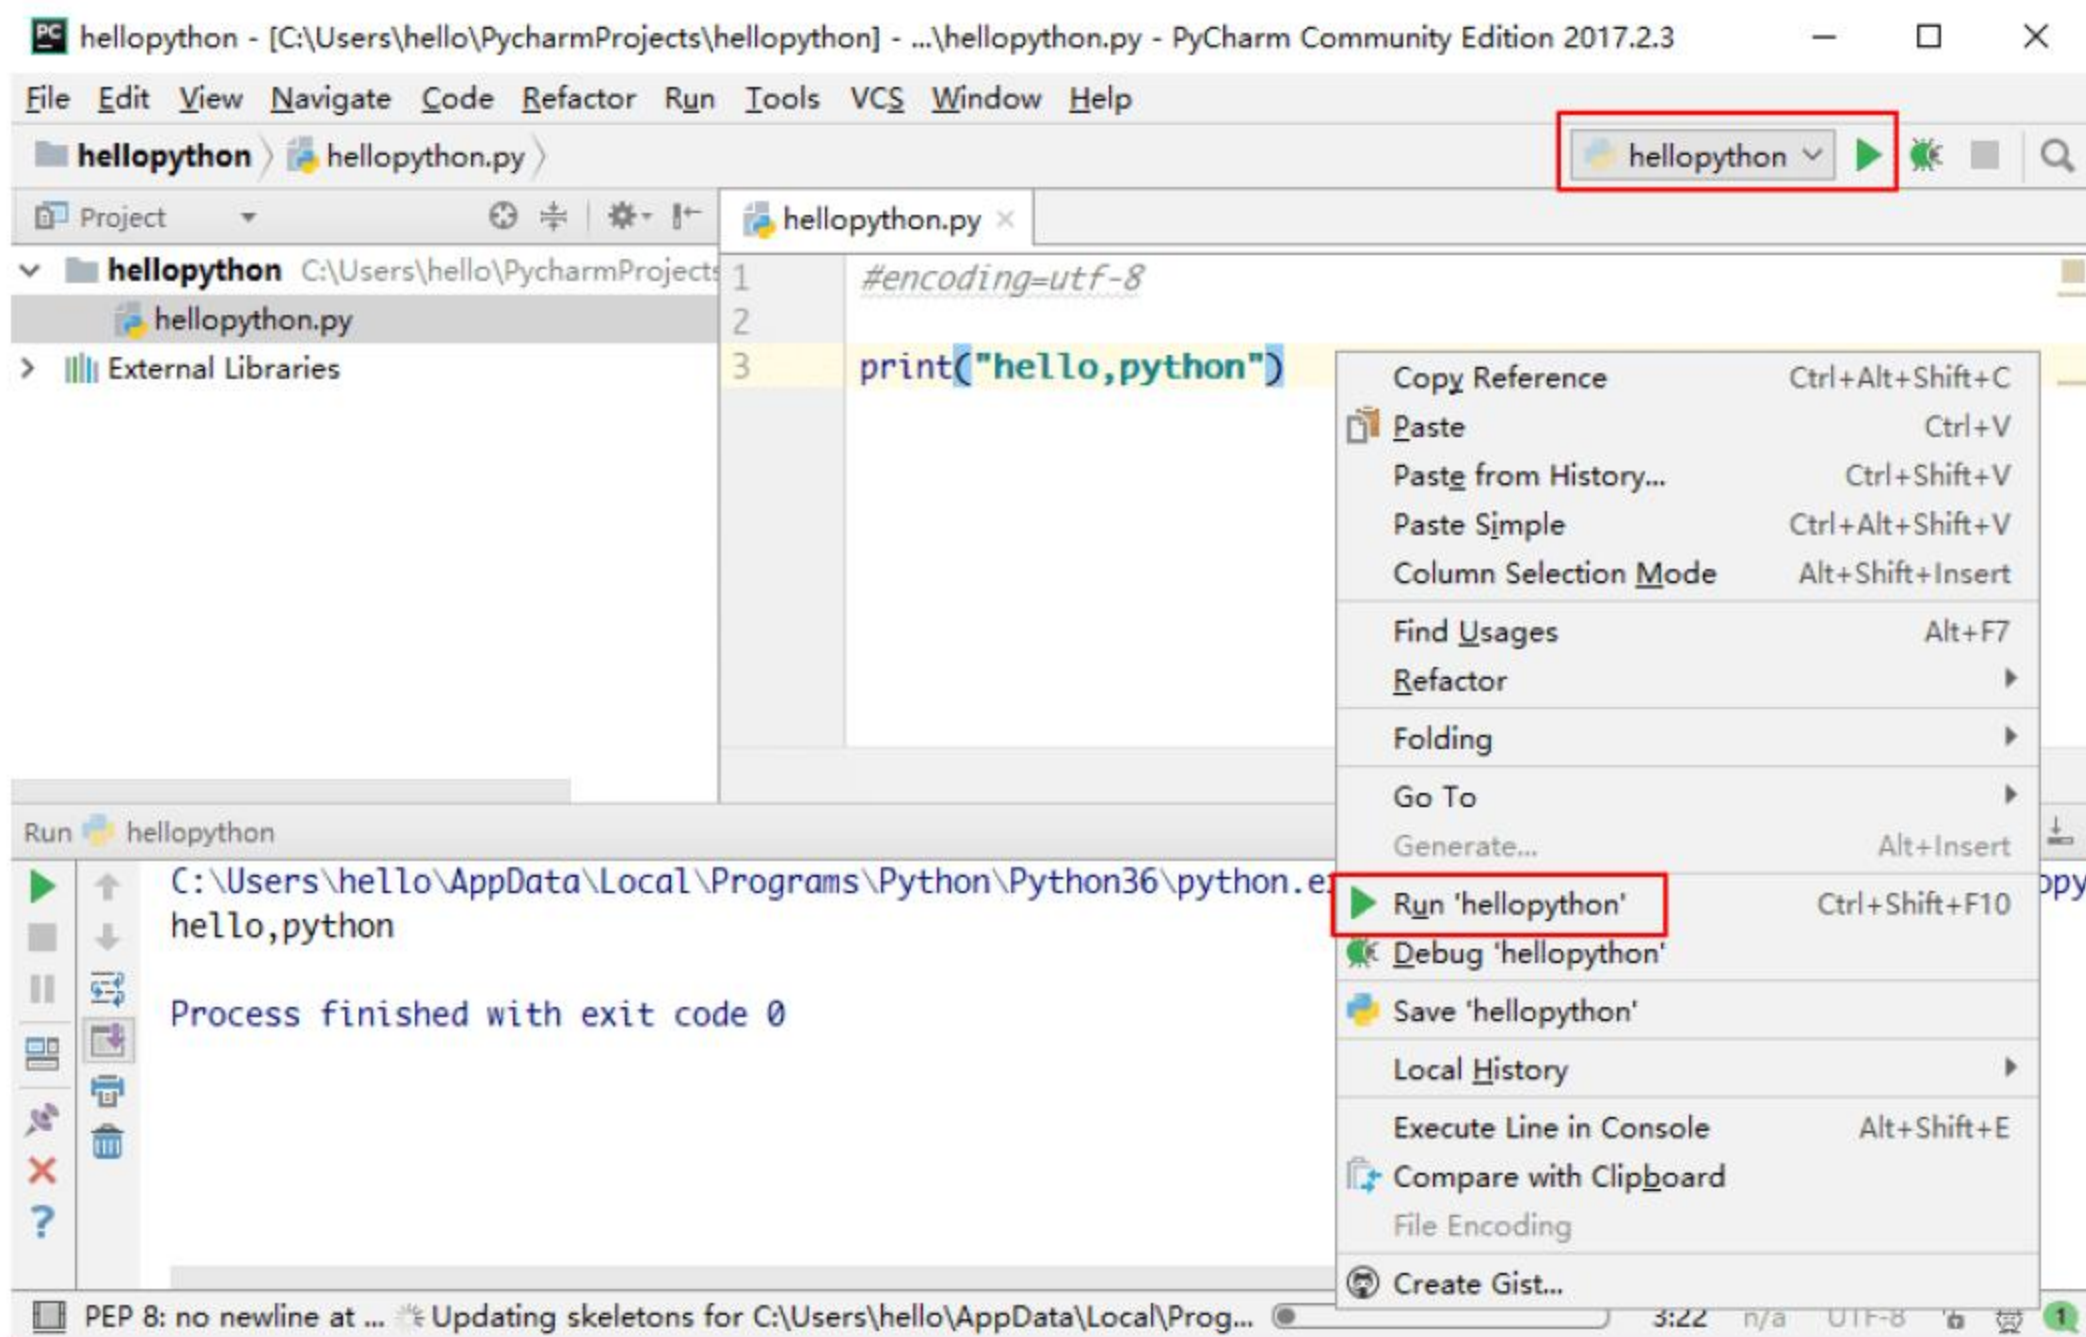 hellopython - [C:\Users\hello\PycharmProjects\hellopython] - ...\hellopython.py - PyCharm Community Edition 2017.2.3
File Edit View Navigate Code Refactor Run Tools VCS Window Help
hellopython hellopython.py hellopython
Project
hellopython.py
hellopython C:\Users\hello\PycharmProjects
hellopython.py
External Libraries
1 #encoding=utf-8
2
3 print("hello,python")
Copy Reference Ctrl+Alt+Shift+C
Paste Ctrl+V
Paste from History... Ctrl+Shift+V
Paste Simple Ctrl+Alt+Shift+V
Column Selection Mode Alt+Shift+Insert
Find Usages Alt+F7
Refactor
Folding
Go To
Generate... Alt+Insert
Run 'hellopython' Ctrl+Shift+F10
Debug 'hellopython'
Save 'hellopython'
Local History
Execute Line in Console Alt+Shift+E
Compare with Clipboard
File Encoding
Create Gist...
Run hellopython
C:\Users\hello\AppData\Local\Programs\Python\Python36\python.e
opy
hello,python
Process finished with exit code 0
PEP 8: no newline at ... Updating skeletons for C:\Users\hello\AppData\Local\Prog... 3:22 n/a UTF-8 1